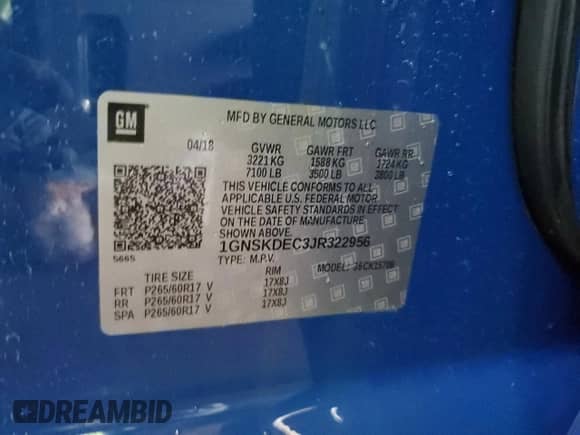 GM
MFD BY GENERAL MOTORS LLC
04/18 GVWR GAWR FRT GAWR RR
3221 KG 1588 KG 1724 KG
7100 LB 3500 LB 3800 LB
THIS VEHICLE CONFORMS TO ALL
APPLICABLE U.S. FEDERAL MOTOR
VEHICLE SAFETY STANDARDS IN EFFECT
ON THE DATE OF MANUFACTURE
SHOWN ABOVE.
1GNSKDEC3JR322956
5665
TYPE: M.P.V. MODEL:
TIRE SIZE RIM
FRT P265/60R17 V 17X8J
RR P265/60R17 V 17X8J
SPA P265/60R17 V 17X8J
DREAMBID